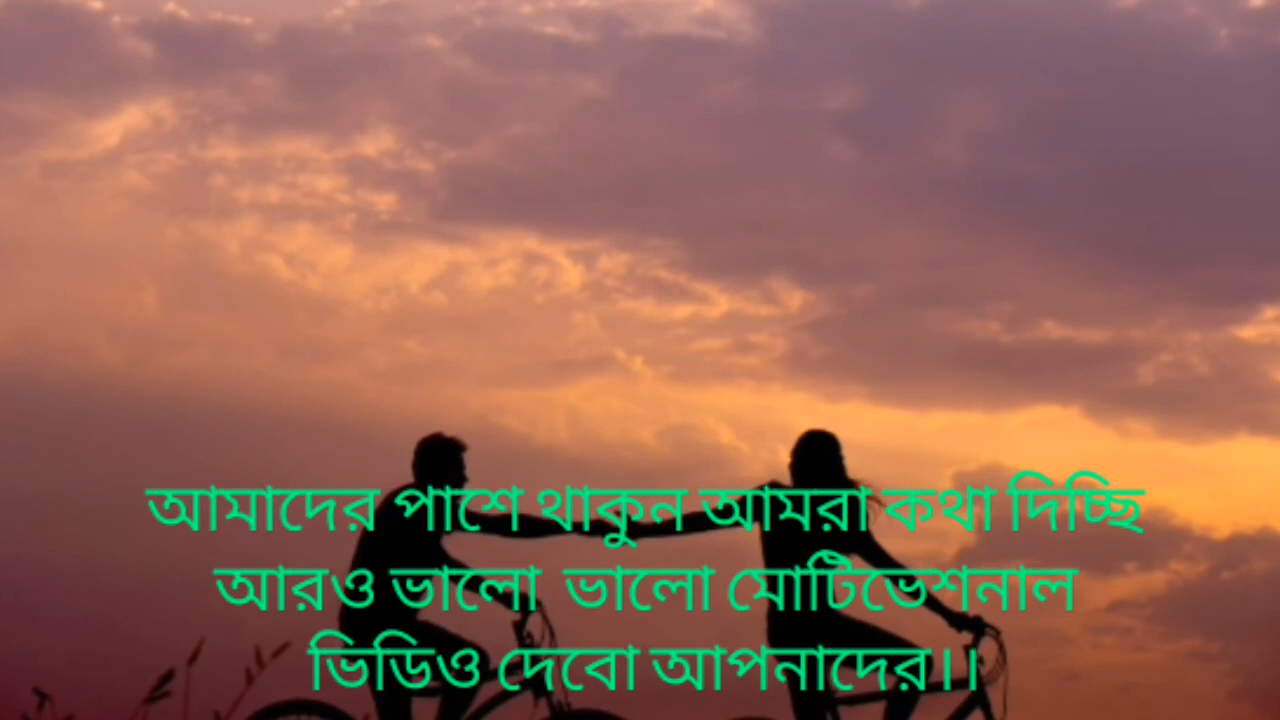 আমাদের পাশে থাকুন আমরা কথা দিচ্ছি
আরও ভালো ভালো মোটিভেশনাল
ভিডিও দেবো আপনাদের।।